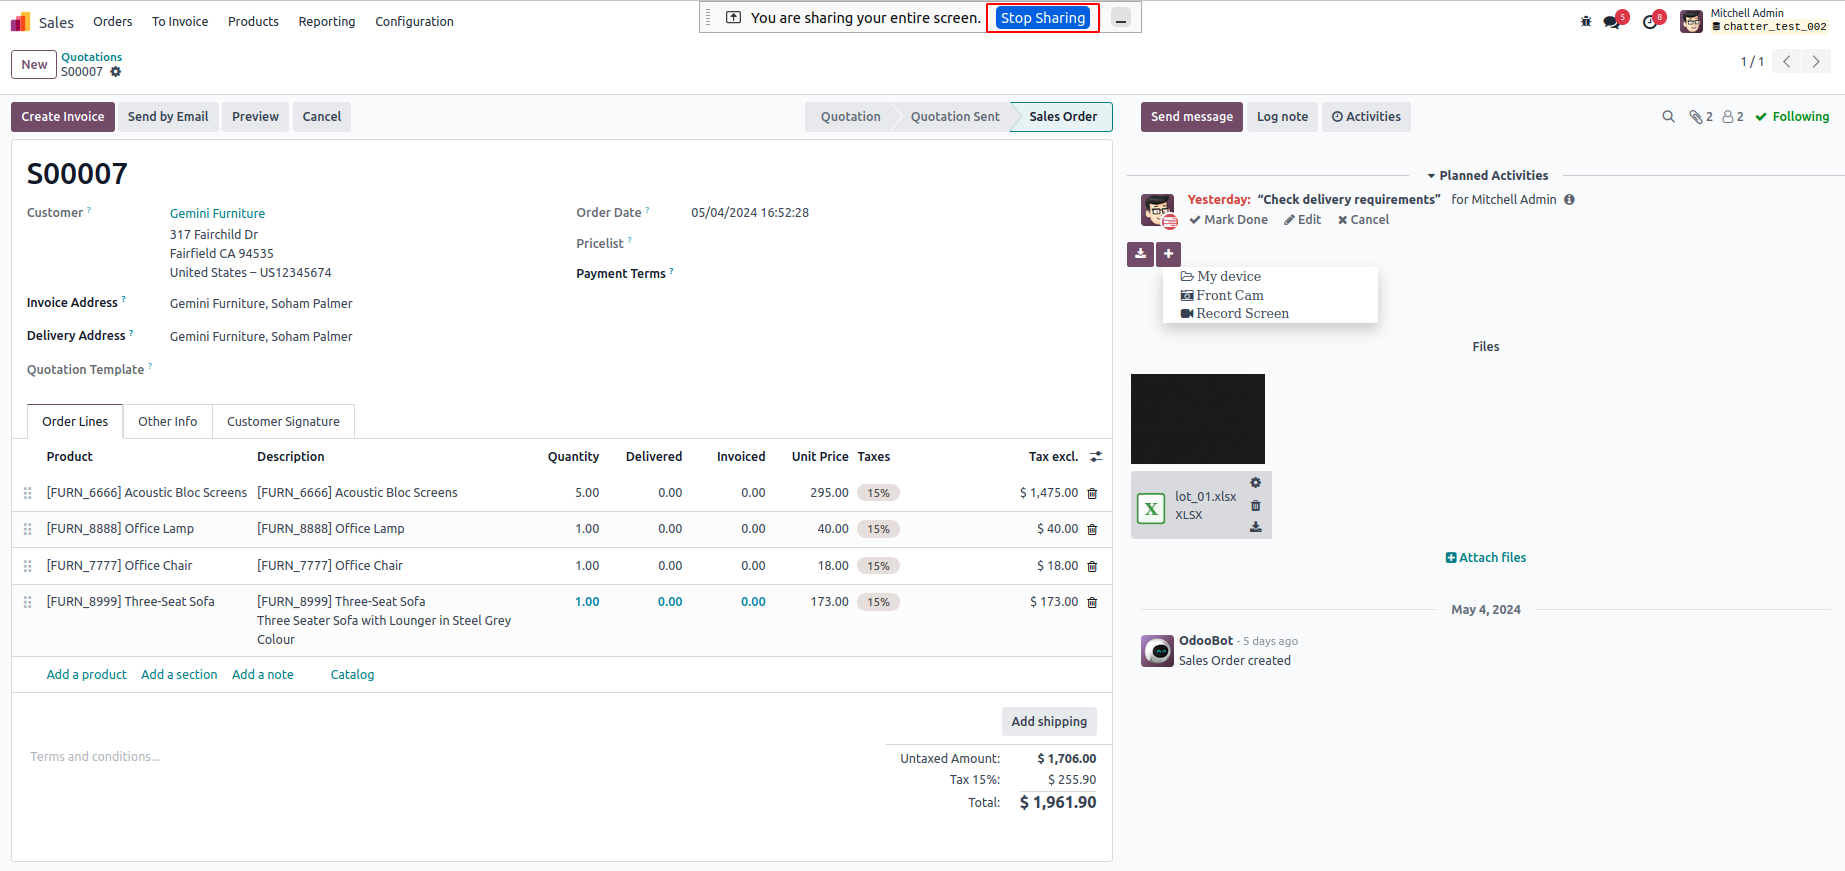 Sales Orders To Invoice Products Reporting Configuration
You are sharing your entire screen. Stop Sharing
5 8 Mitchell Admin
chatter_test_002
New Quotations
S00007
1 / 1
Create Invoice Send by Email Preview Cancel
Quotation Quotation Sent Sales Order
Send message Log note Activities
2 2 Following
S00007
Customer ? Gemini Furniture
317 Fairchild Dr
Fairfield CA 94535
United States – US12345674
Invoice Address ? Gemini Furniture, Soham Palmer
Delivery Address ? Gemini Furniture, Soham Palmer
Quotation Template ?
Order Date ? 05/04/2024 16:52:28
Pricelist ?
Payment Terms ?
Order Lines Other Info Customer Signature
Product Description Quantity Delivered Invoiced Unit Price Taxes Tax excl.
[FURN_6666] Acoustic Bloc Screens [FURN_6666] Acoustic Bloc Screens 5.00 0.00 0.00 295.00 15% $ 1,475.00
[FURN_8888] Office Lamp [FURN_8888] Office Lamp 1.00 0.00 0.00 40.00 15% $ 40.00
[FURN_7777] Office Chair [FURN_7777] Office Chair 1.00 0.00 0.00 18.00 15% $ 18.00
[FURN_8999] Three-Seat Sofa [FURN_8999] Three-Seat Sofa 1.00 0.00 0.00 173.00 15% $ 173.00
Three Seater Sofa with Lounger in Steel Grey
Colour
Add a product Add a section Add a note Catalog
Add shipping
Terms and conditions...
Untaxed Amount: $ 1,706.00
Tax 15%: $ 255.90
Total: $ 1,961.90
Planned Activities
Yesterday: “Check delivery requirements” for Mitchell Admin
Mark Done Edit Cancel
My device
Front Cam
Record Screen
Files
X lot_01.xlsx
XLSX
Attach files
May 4, 2024
OdooBot - 5 days ago
Sales Order created